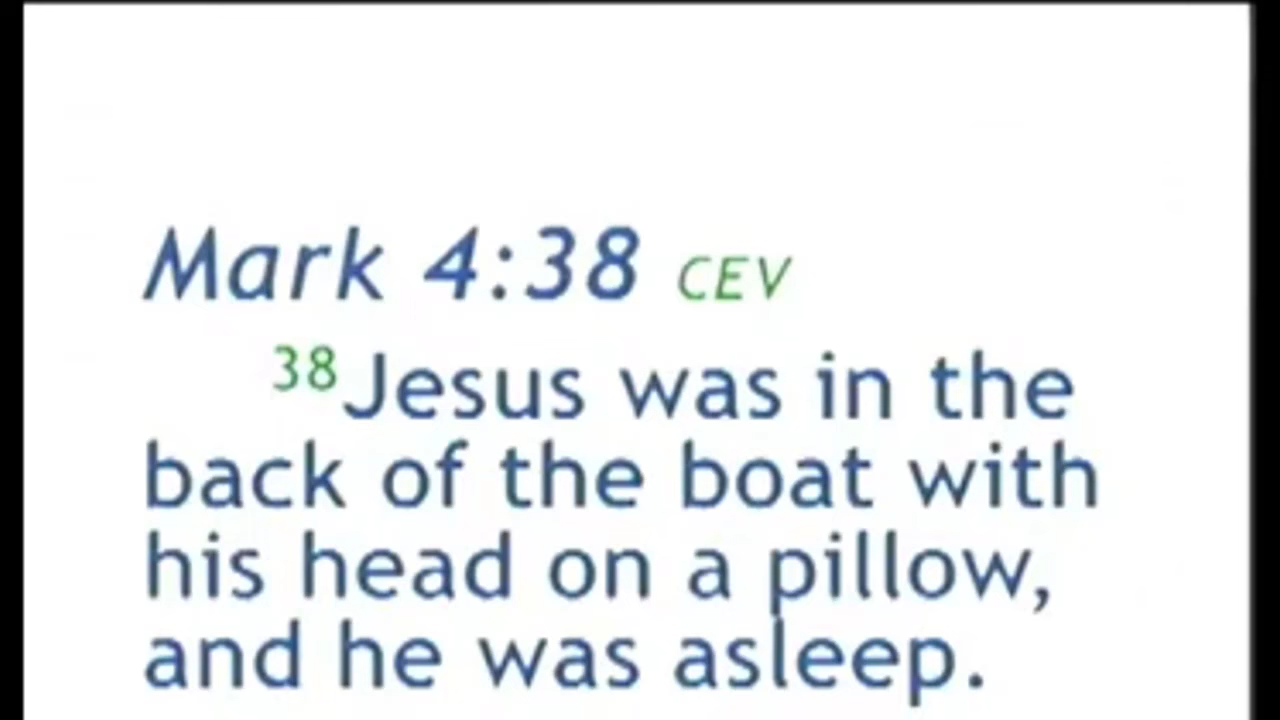 Mark 4:38 CEV
38Jesus was in the
back of the boat with
his head on a pillow,
and he was asleep.